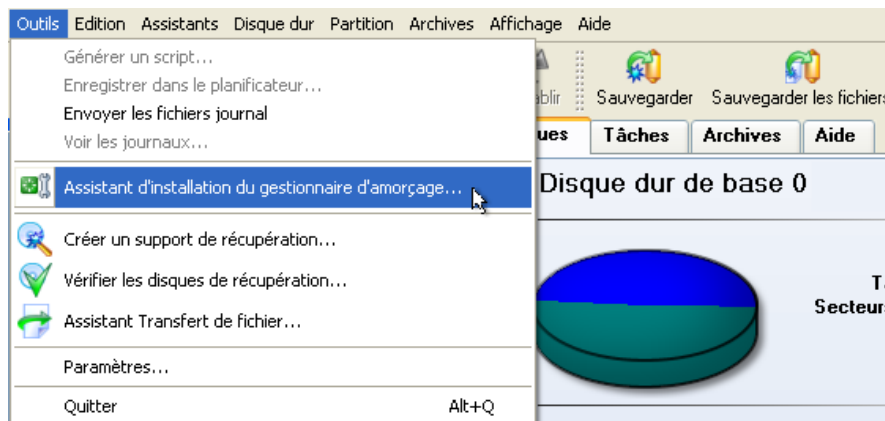 Outils Edition Assistants Disque dur Partition Archives Affichage Aide
Générer un script...
Enregistrer dans le planificateur...
Envoyer les fichiers journal
Voir les journaux...
Assistant d'installation du gestionnaire d'amorçage...
Créer un support de récupération...
Vérifier les disques de récupération...
Assistant Transfert de fichier...
Paramètres...
Quitter Alt+Q
Sauvegarder Sauvegarder les fichiers
ues Tâches Archives Aide
Disque dur de base 0
Secteur